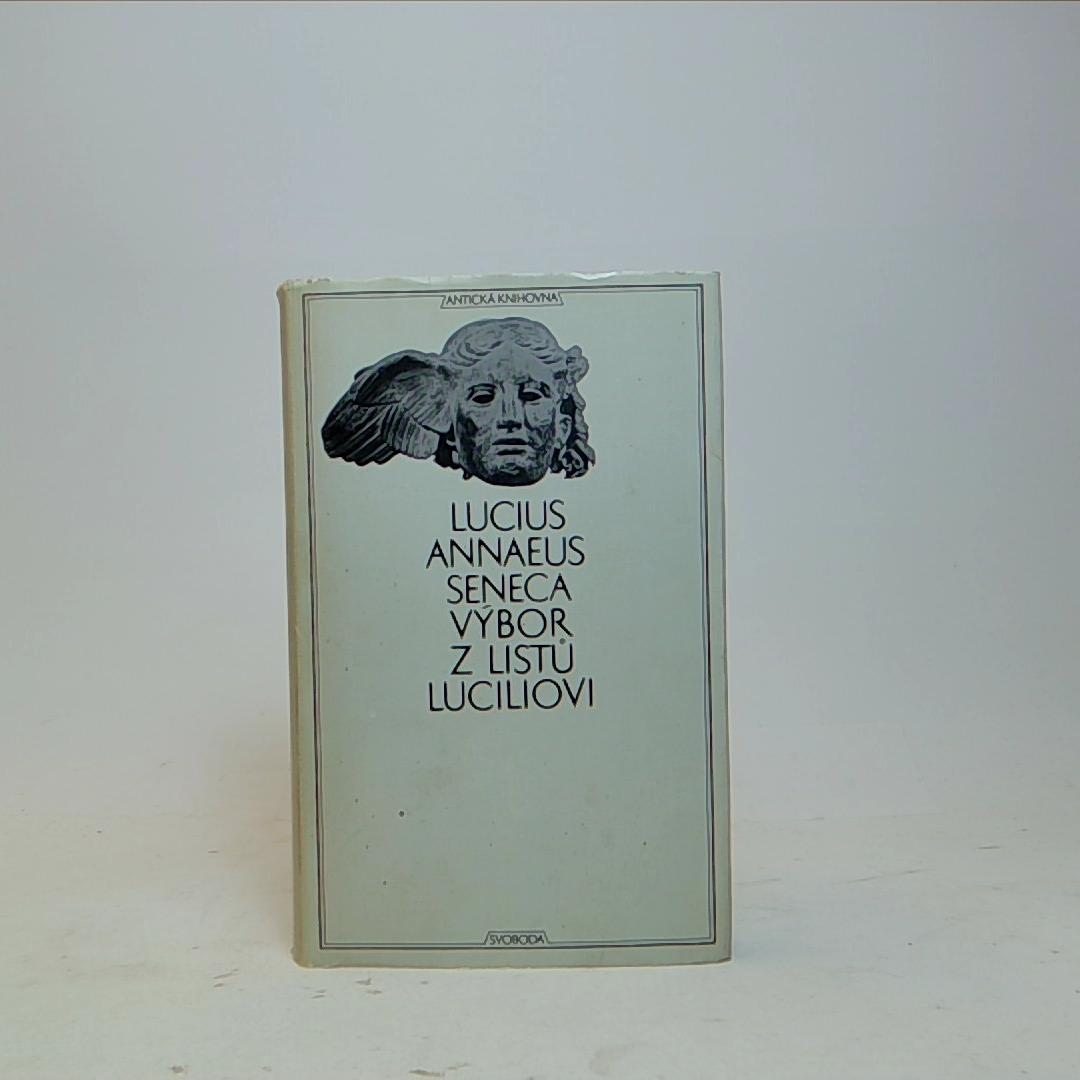 ANTICKÁ KNIHOVNA
LUCIUS
ANNAEUS
SENECA
VÝBOR
Z LISTŮ
LUCILIOVI
SVOBODA